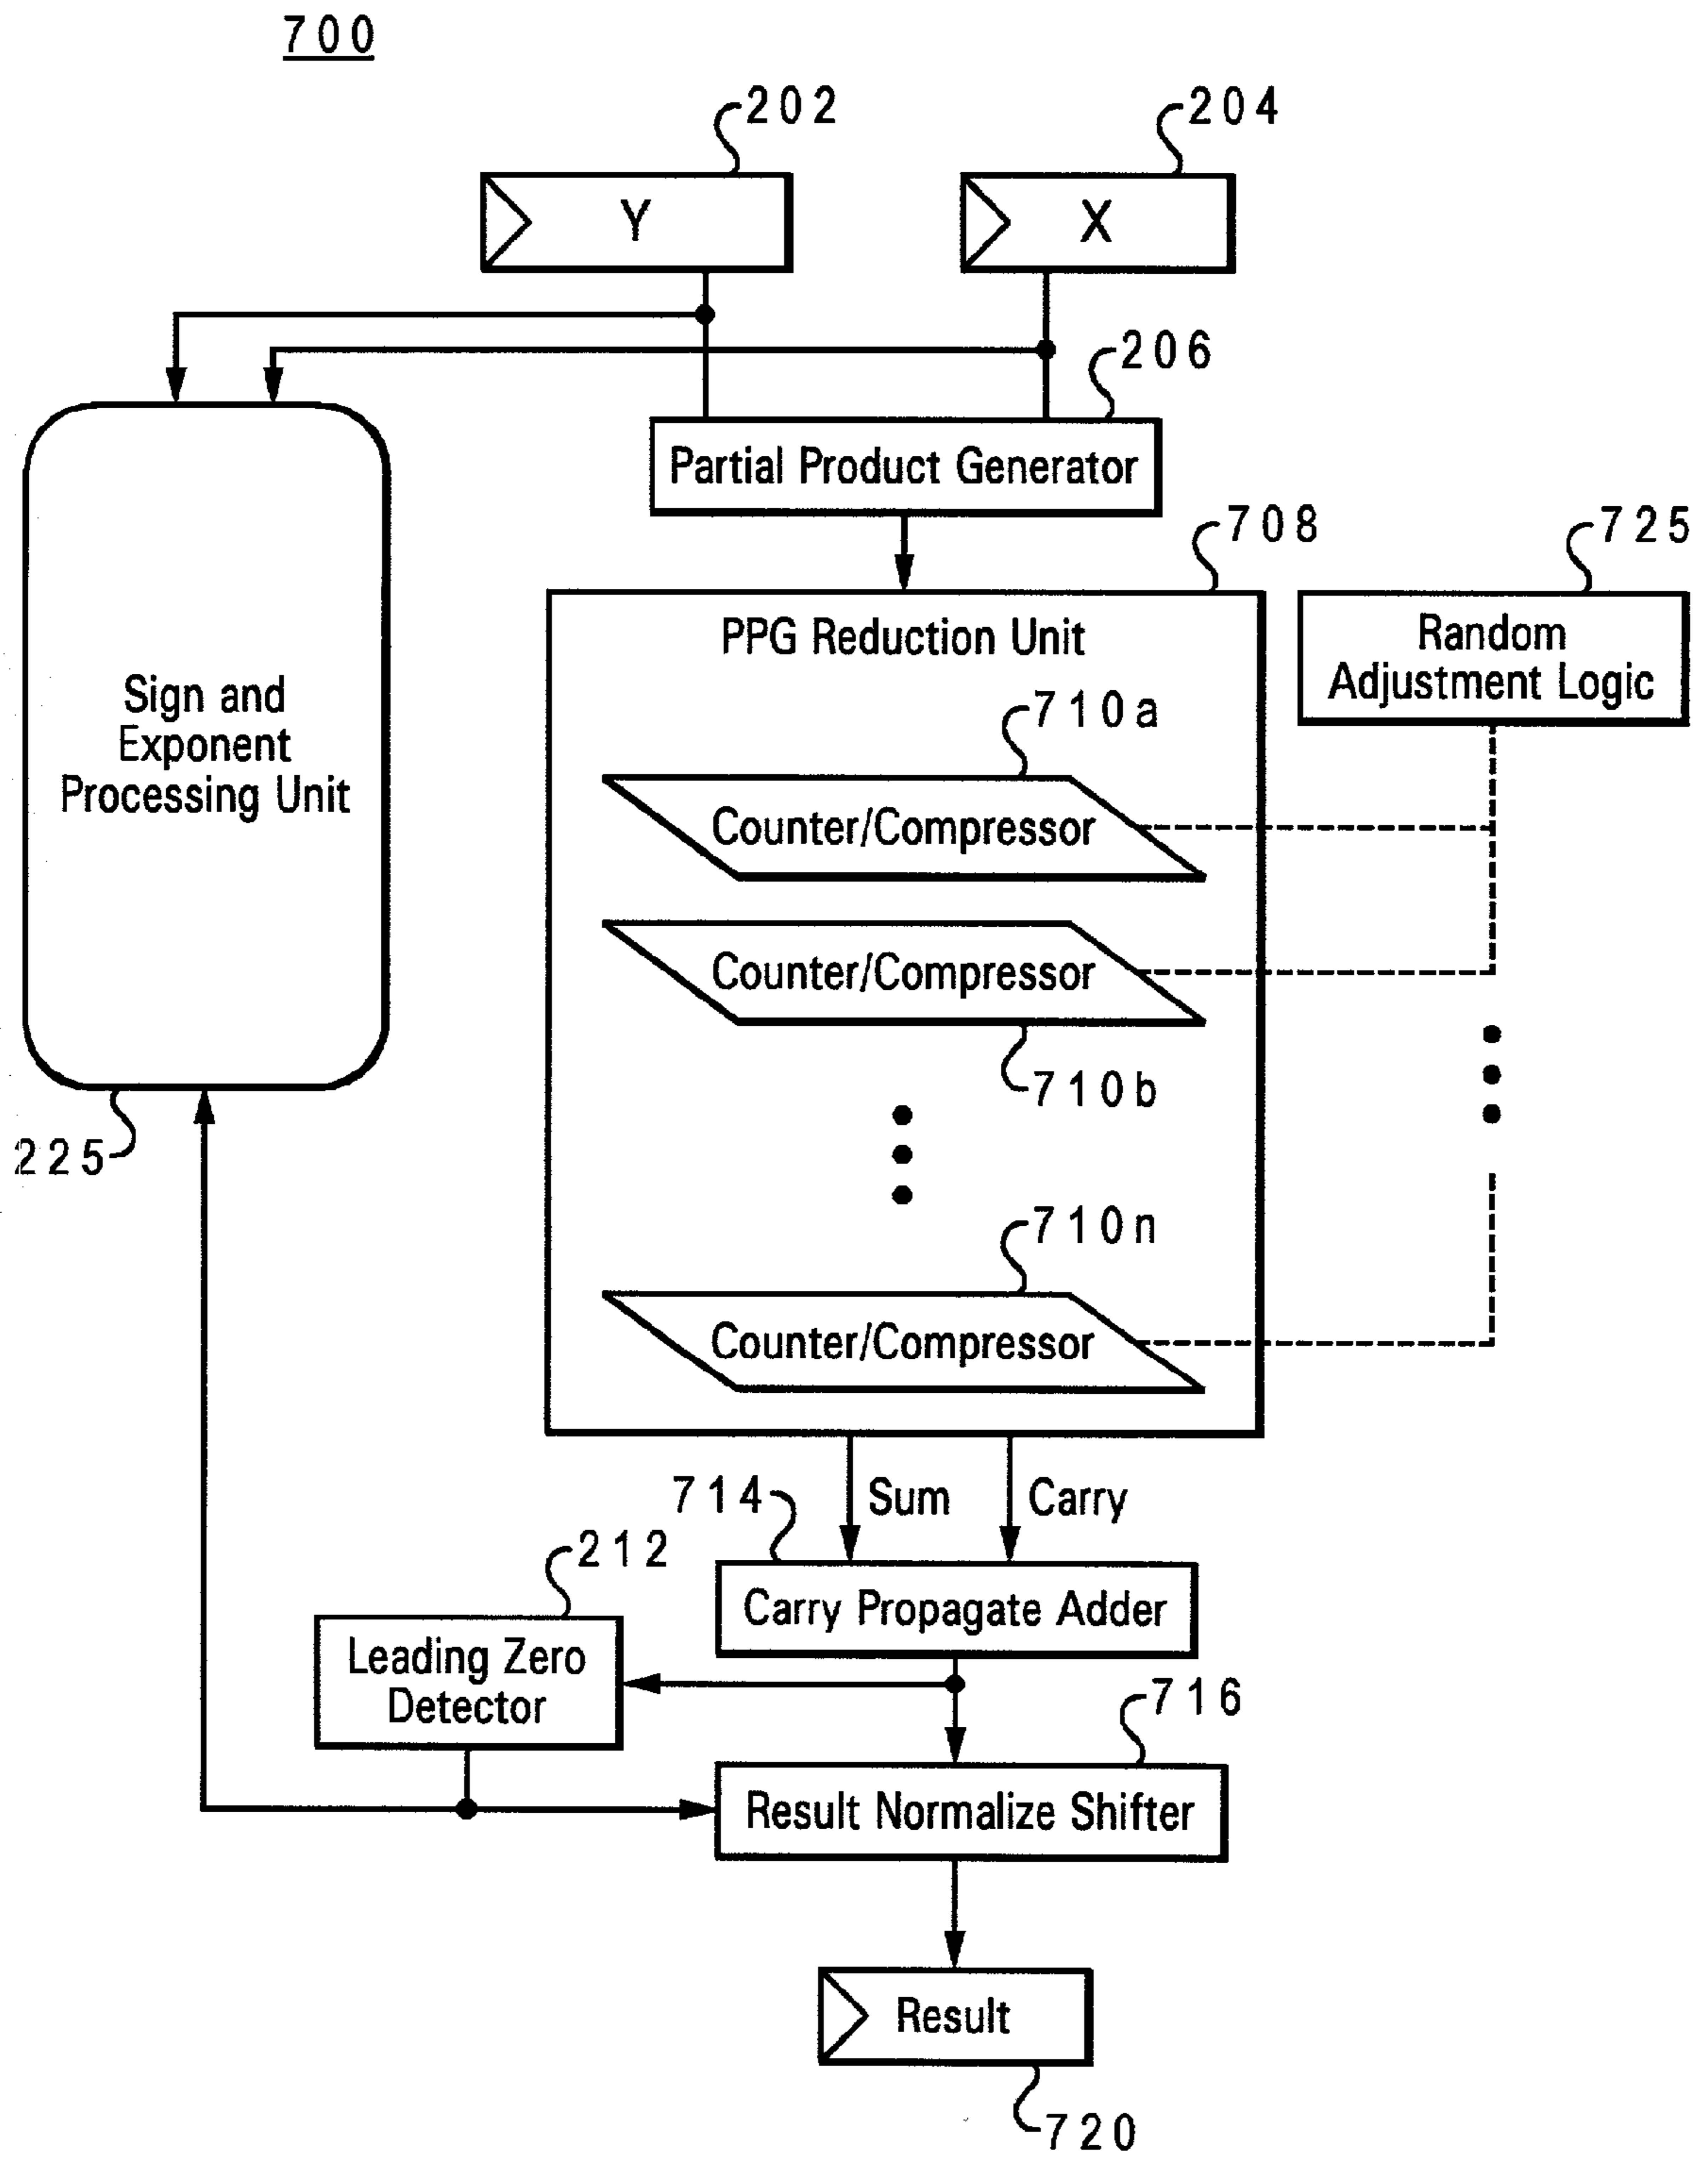 700
202
204
Y
X
206
Partial Product Generator
708
725
PPG Reduction Unit
Random
Adjustment Logic
Sign and
Exponent
Processing Unit
710a
Counter/Compressor
Counter/Compressor
710b
225
710n
Counter/Compressor
714
Sum
Carry
212
Carry Propagate Adder
Leading Zero
Detector
716
Result Normalize Shifter
Result
720